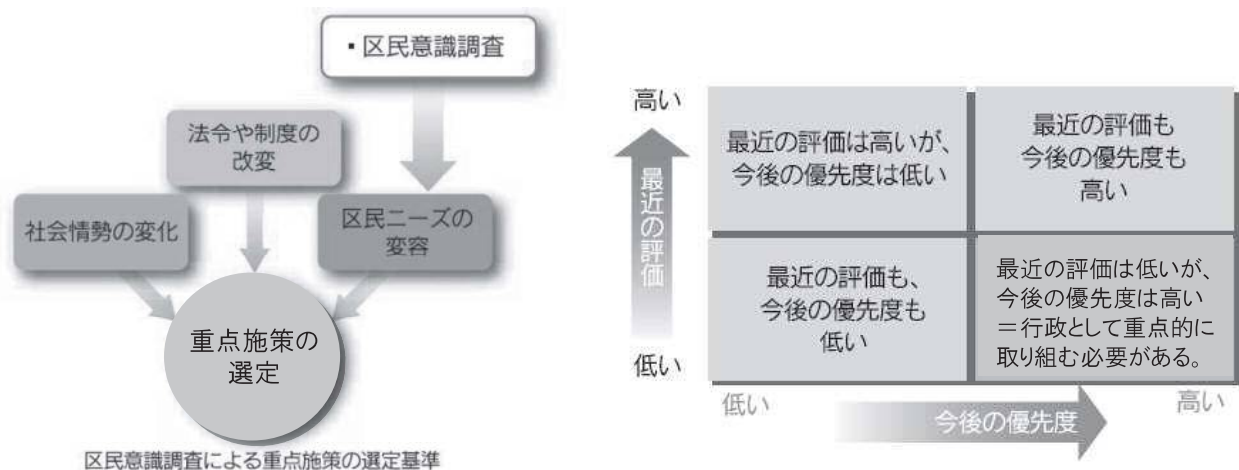 ・区民意識調査
法令や制度の
改変
社会情勢の変化
区民ニーズの
変容
重点施策の
選定
区民意識調査による重点施策の選定基準
高い
最近の評価
低い
最近の評価は高いが、
今後の優先度は低い
最近の評価も
今後の優先度も
高い
最近の評価も、
今後の優先度も
低い
最近の評価は低いが、
今後の優先度は高い
＝行政として重点的に
取り組む必要がある。
低い
今後の優先度
高い